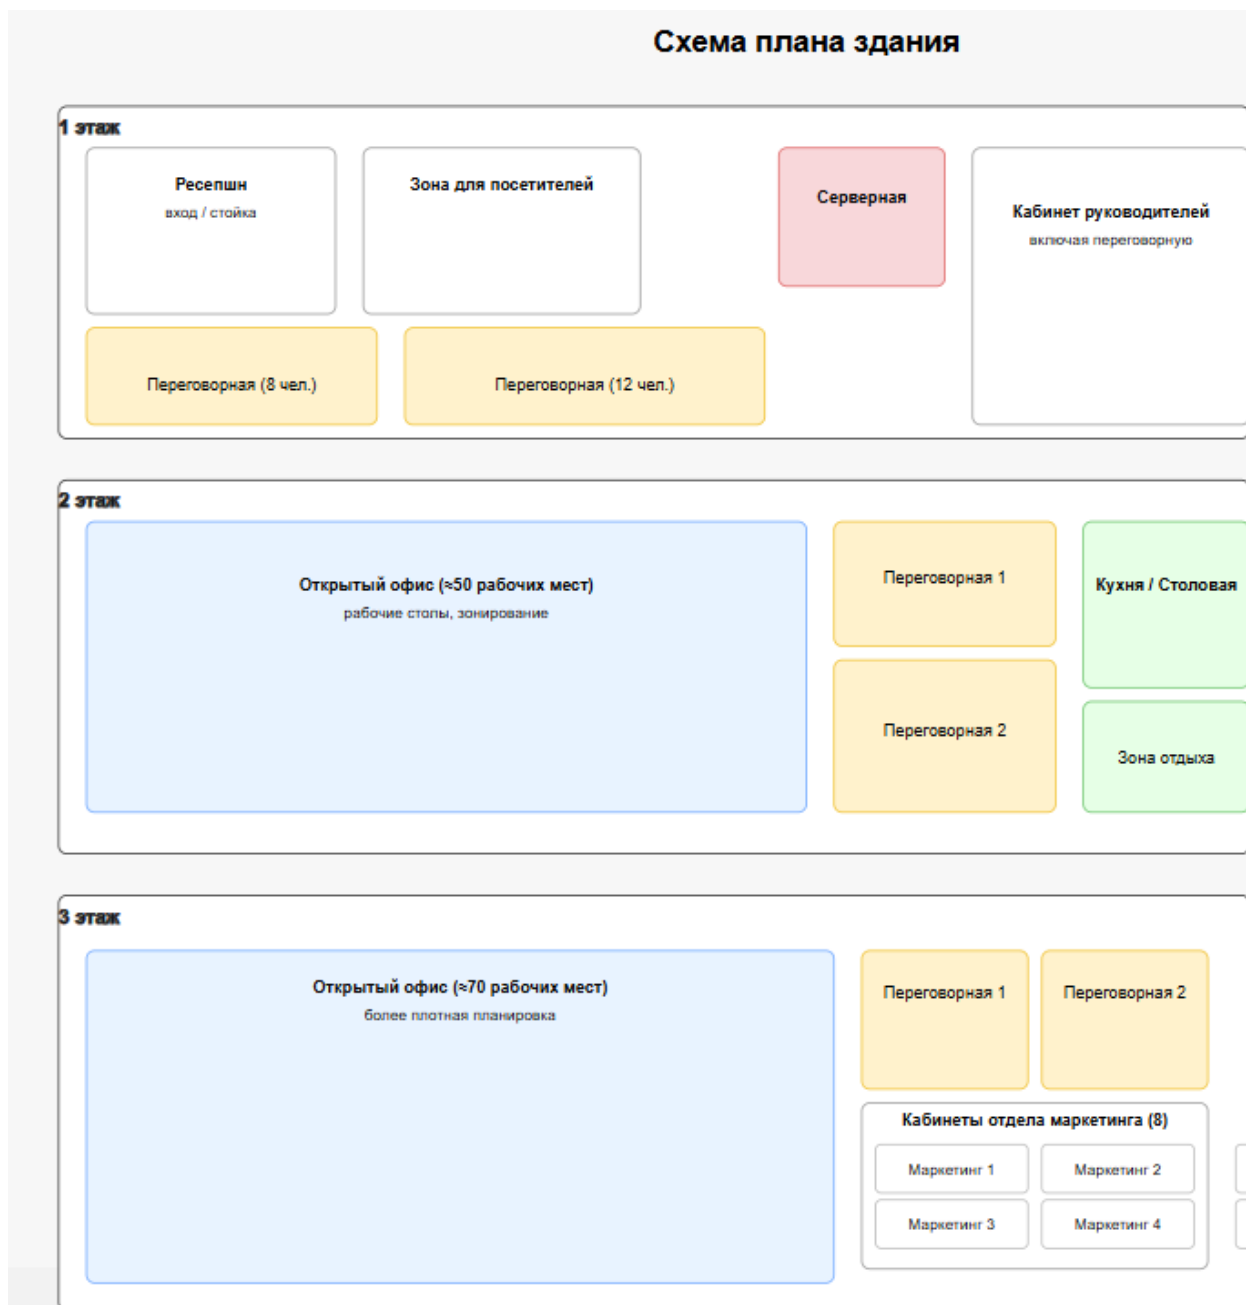 Схема плана здания
1 этаж
Ресепшн
вход / стойка
Зона для посетителей
Серверная
Кабинет руководителей
включая переговорную
Переговорная (8 чел.)
Переговорная (12 чел.)
2 этаж
Открытый офис (≈50 рабочих мест)
рабочие столы, зонирование
Переговорная 1
Кухня / Столовая
Переговорная 2
Зона отдыха
3 этаж
Открытый офис (≈70 рабочих мест)
более плотная планировка
Переговорная 1
Переговорная 2
Кабинеты отдела маркетинга (8)
Маркетинг 1
Маркетинг 2
Маркетинг 3
Маркетинг 4